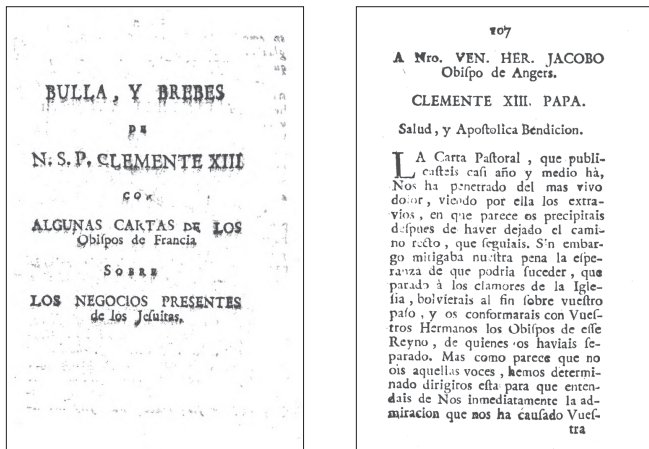 BULLA, Y BREBES
DE
N. S. P. CLEMENTE XIII
CON
ALGUNAS CARTAS DE LOS
Obiſpos de Francia
SOBRE
LOS NEGOCIOS PRESENTES
de los Jeſuitas.
107
A Nro. VEN. HER. JACOBO
Obiſpo de Angers.
CLEMENTE XIII. PAPA.
Salud, y Apoſtolica Bendicion.
LA Carta Paſtoral, que publi-
caſteis caſi año y medio hà,
Nos ha penetrado del mas vivo
dolor, viendo por ella los extra-
vios, en que parece os precipitais
deſpues de haver dejado el cami-
no recto, que ſeguiais. Sin embar-
go mitigaba nueſtra pena la eſpe-
ranza de que podria ſuceder, que
parado à los clamores de la Igle-
ſia, bolvierais al fin ſobre vueſtro
paſo, y os conformarais con Vueſ-
tros Hermanos los Obiſpos de eſſe
Reyno, de quienes os haviais ſe-
parado. Mas como parece que no
ois aquellas voces, hemos determi-
nado dirigiros eſta para que enten-
dais de Nos inmediatamente la ad-
miracion que nos ha cauſado Vueſ-
tra